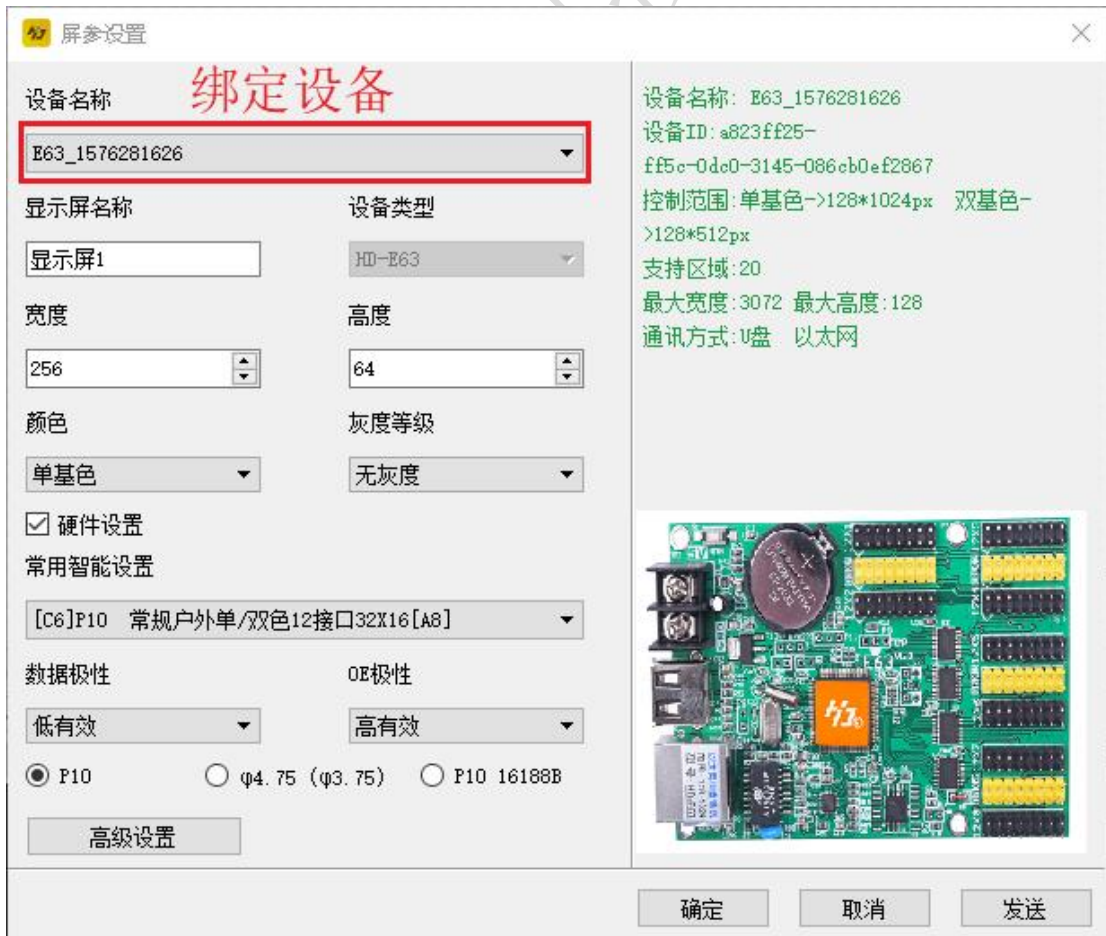 屏参设置
设备名称
绑定设备
E63_1576281626
显示屏名称
设备类型
显示屏1
HD-E63
宽度
高度
256
64
颜色
灰度等级
单基色
无灰度
硬件设置
常用智能设置
[C6]P10 常规户外单/双色12接口32X16[A8]
数据极性
OE极性
低有效
高有效
P10
φ4.75 (φ3.75)
P10 16188B
高级设置
设备名称: E63_1576281626
设备ID:a823ff25-
ff5c-0dc0-3145-086cb0ef2867
控制范围:单基色->128*1024px 双基色-
>128*512px
支持区域:20
最大宽度:3072 最大高度:128
通讯方式:U盘 以太网
确定
取消
发送